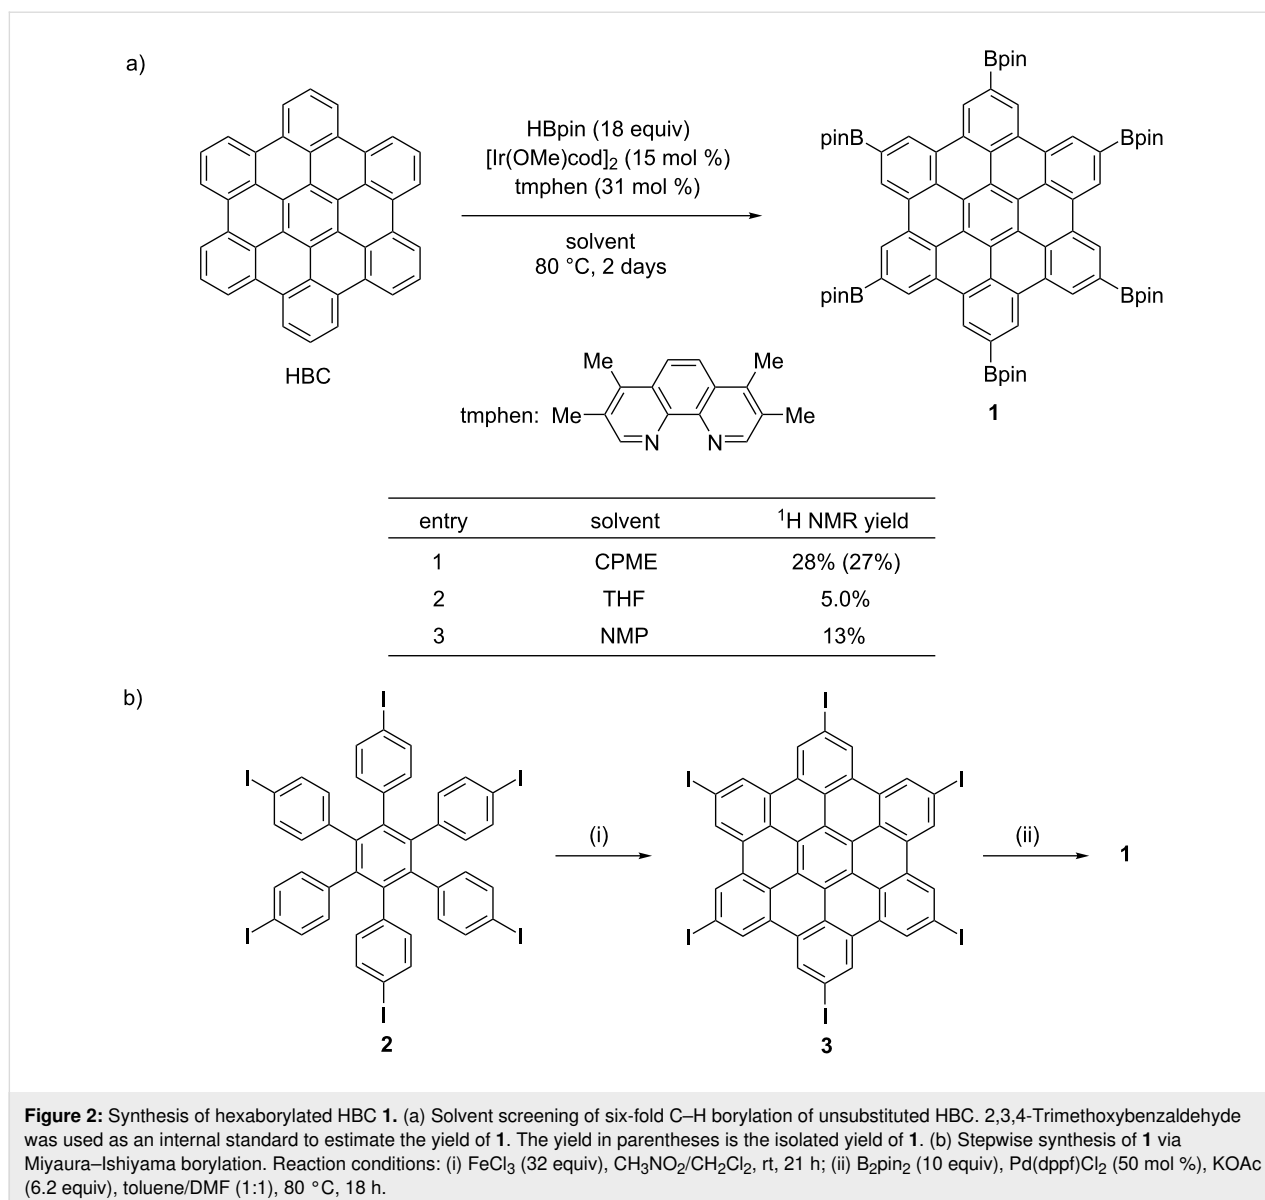 a)
HBpin (18 equiv)
[Ir(OMe)cod]2 (15 mol %)
tmphen (31 mol %)
solvent
80 °C, 2 days
HBC
Bpin
pinB
Bpin
pinB
Bpin
Bpin
1
tmphen:
Me
Me
Me
Me
N
N
entry solvent 1H NMR yield
1 CPME 28% (27%)
2 THF 5.0%
3 NMP 13%
b)
I
I
I
I
I
I
2
(i)
I
I
I
I
I
I
3
(ii)
1
Figure 2: Synthesis of hexaborylated HBC 1. (a) Solvent screening of six-fold C–H borylation of unsubstituted HBC. 2,3,4-Trimethoxybenzaldehyde
was used as an internal standard to estimate the yield of 1. The yield in parentheses is the isolated yield of 1. (b) Stepwise synthesis of 1 via
Miyaura–Ishiyama borylation. Reaction conditions: (i) FeCl3 (32 equiv), CH3NO2/CH2Cl2, rt, 21 h; (ii) B2pin2 (10 equiv), Pd(dppf)Cl2 (50 mol %), KOAc
(6.2 equiv), toluene/DMF (1:1), 80 °C, 18 h.